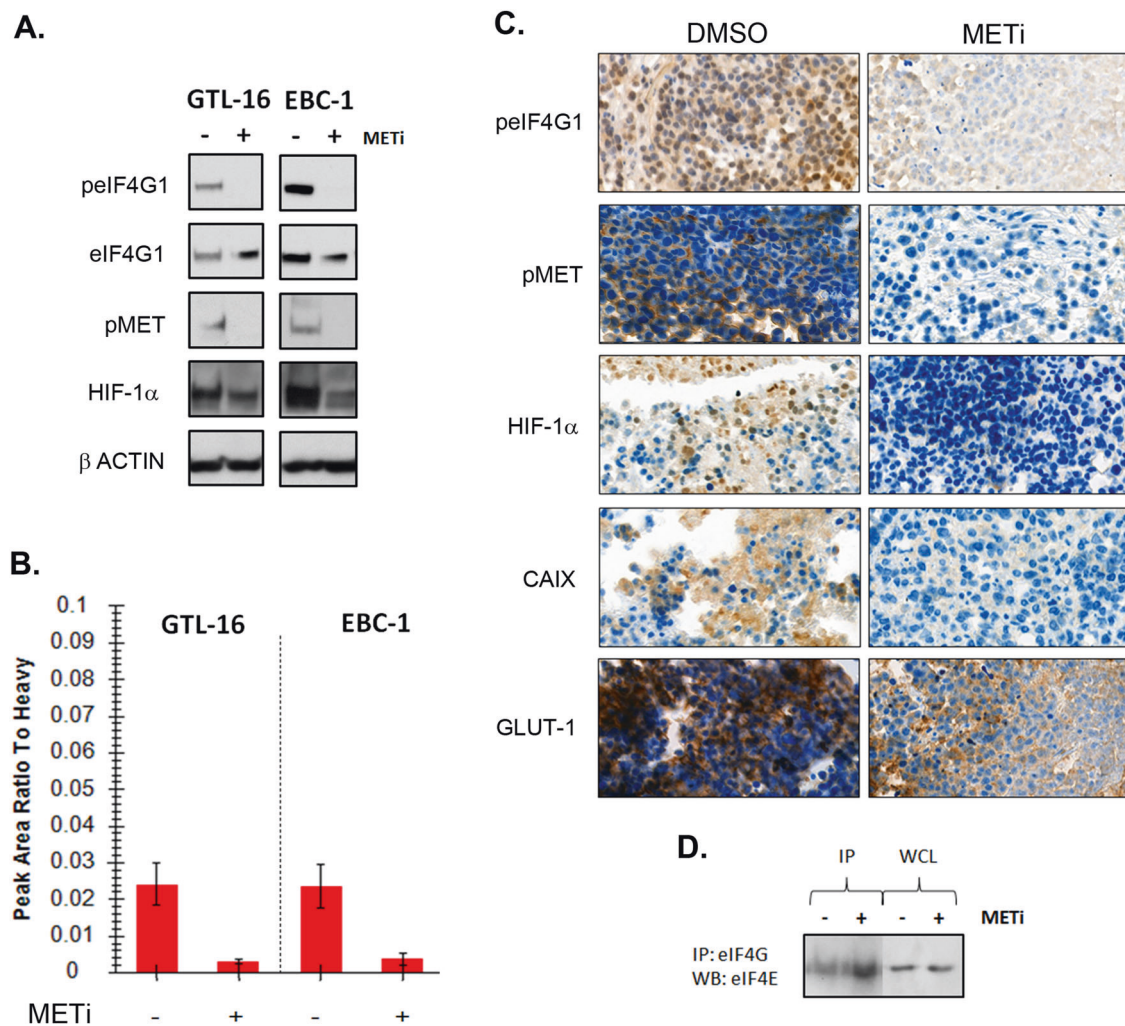 A.
GTL-16 EBC-1
- + - + METi
peIF4G1
eIF4G1
pMET
HIF-1α
β ACTIN
B.
Peak Area Ratio To Heavy
0.1
0.09
0.08
0.07
0.06
0.05
0.04
0.03
0.02
0.01
0
GTL-16 EBC-1
METi - + - +
C.
DMSO METi
peIF4G1
pMET
HIF-1α
CAIX
GLUT-1
D.
IP WCL
- + - + METi
IP: eIF4G
WB: eIF4E